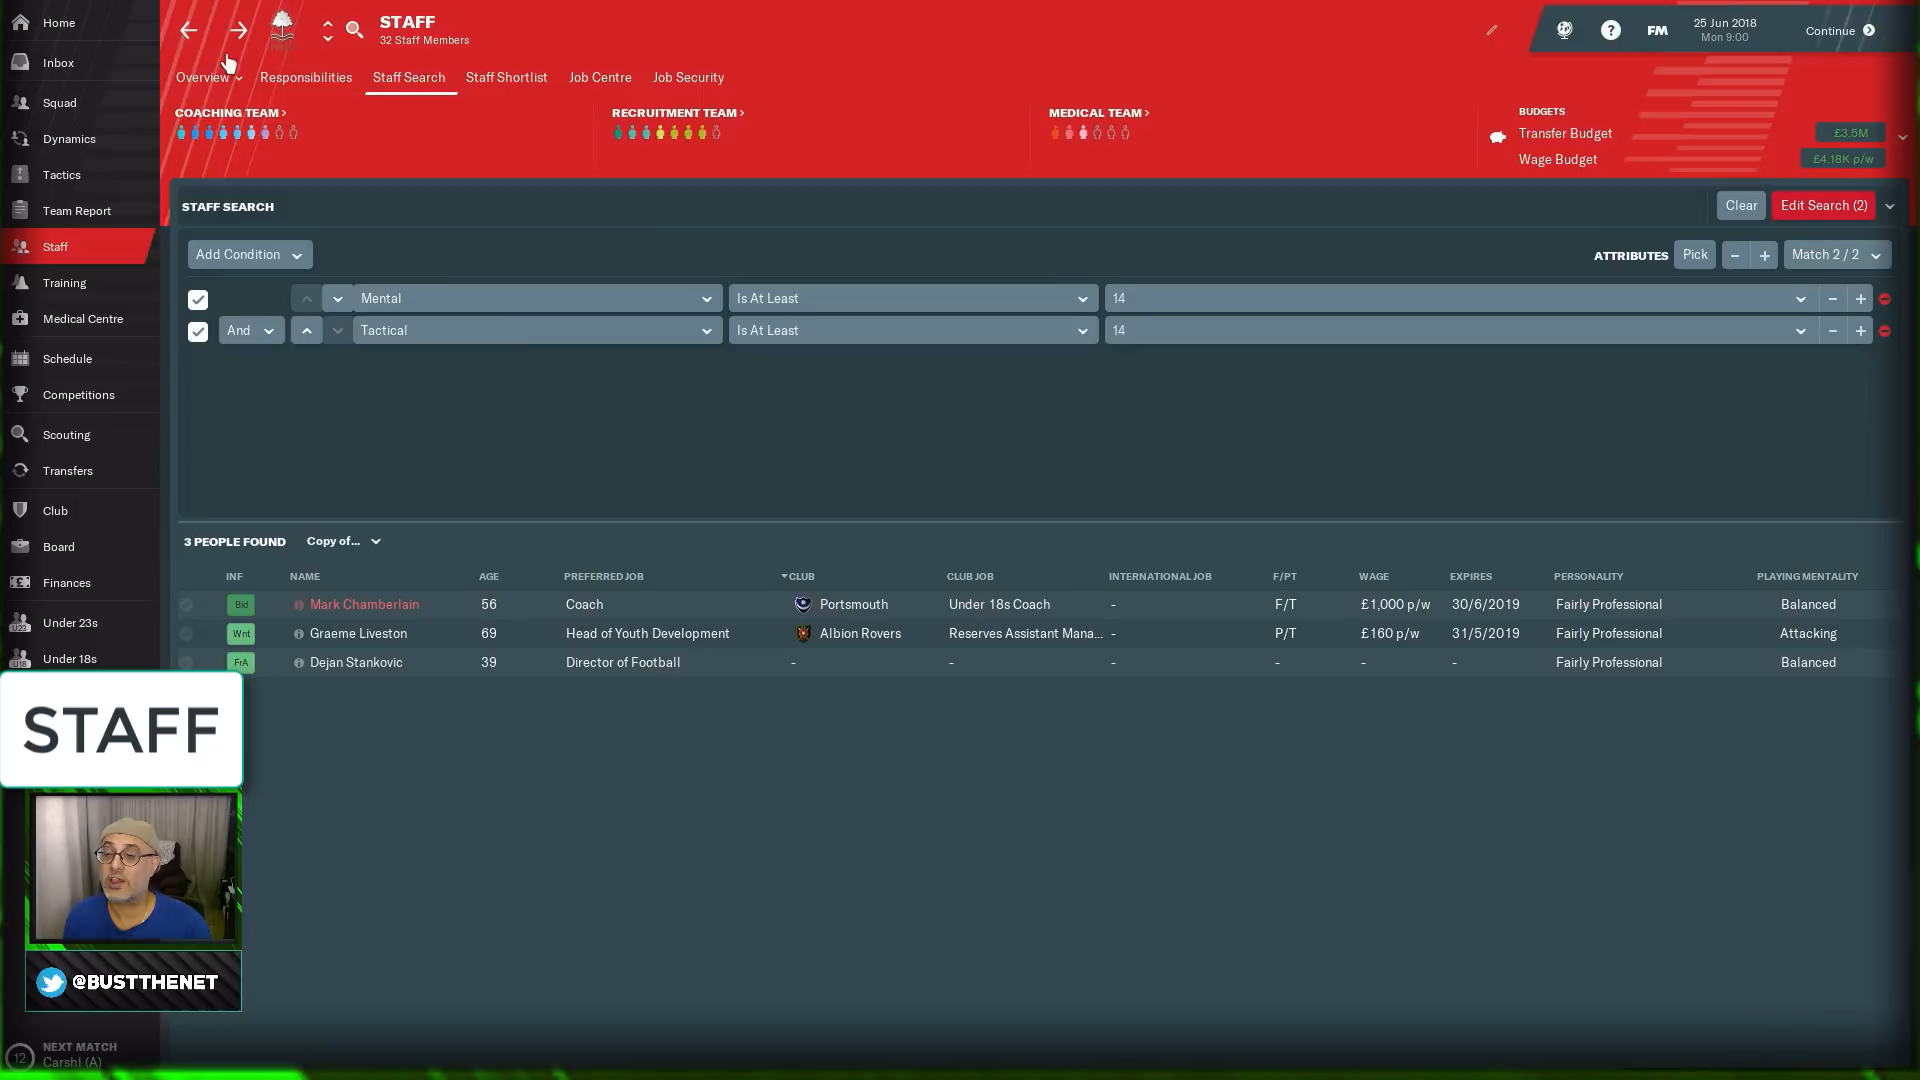 Home
Inbox
Squad
Dynamics
Tactics
Team Report
Staff
Training
Medical Centre
Schedule
Competitions
Scouting
Transfers
Club
Board
Finances
Under 23s
Under 18s
STAFF
32 Staff Members
FM
25 Jun 2018
Mon 9:00
Continue
Overview Responsibilities Staff Search Staff Shortlist Job Centre Job Security
COACHING TEAM
RECRUITMENT TEAM
MEDICAL TEAM
BUDGETS
Transfer Budget £3.5M
Wage Budget £4.18K p/w
STAFF SEARCH Clear Edit Search (2)
Add Condition ATTRIBUTES Pick - + Match 2 / 2
Mental Is At Least 14 - +
And Tactical Is At Least 14 - +
3 PEOPLE FOUND Copy of...
INF NAME AGE PREFERRED JOB CLUB CLUB JOB INTERNATIONAL JOB F/PT WAGE EXPIRES PERSONALITY PLAYING MENTALITY
Bid Mark Chamberlain 56 Coach Portsmouth Under 18s Coach - F/T £1,000 p/w 30/6/2019 Fairly Professional Balanced
Wnt Graeme Liveston 69 Head of Youth Development Albion Rovers Reserves Assistant Mana... - P/T £160 p/w 31/5/2019 Fairly Professional Attacking
FrA Dejan Stankovic 39 Director of Football - - - - - - Fairly Professional Balanced
STAFF
@BUSTTHENET
12
NEXT MATCH
Carshl (A)